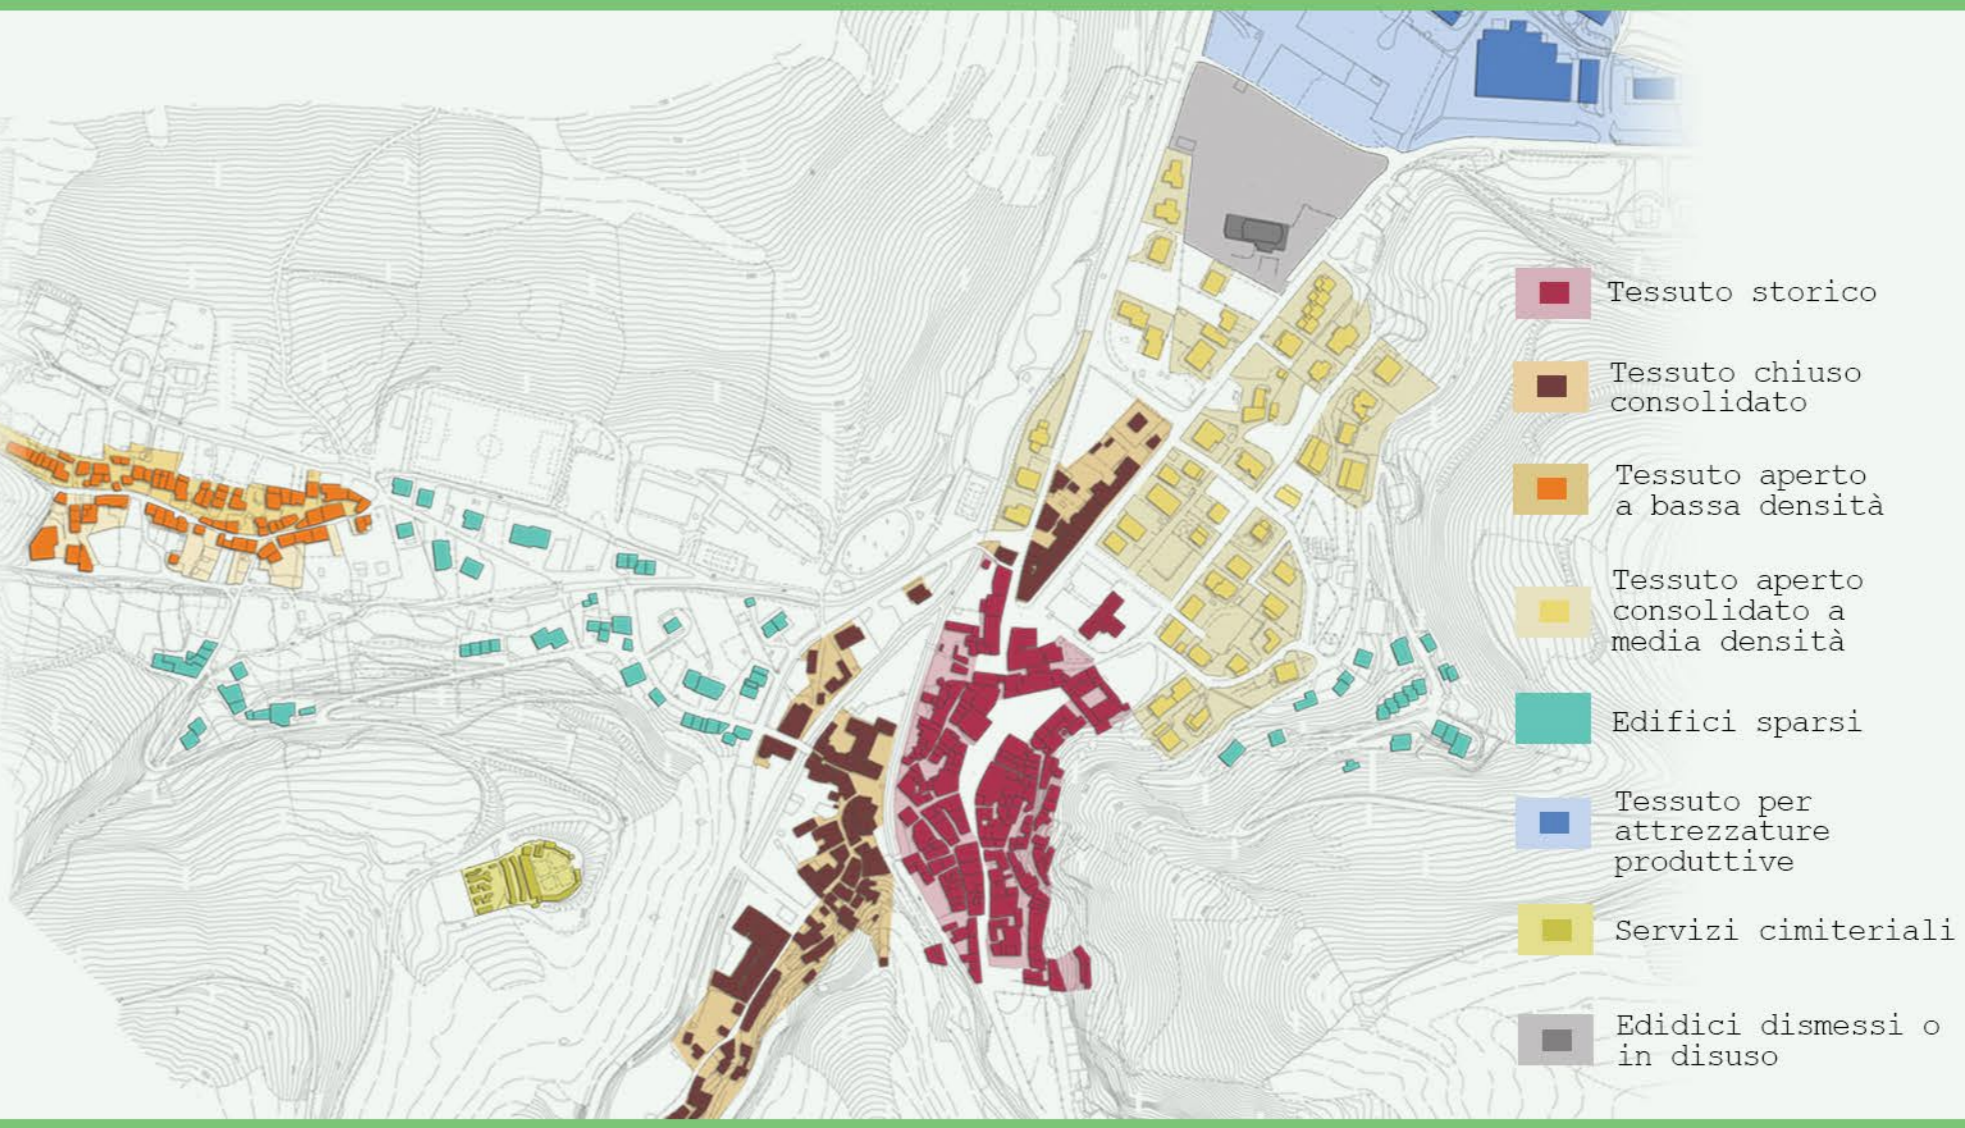 Tessuto storico
Tessuto chiuso
consolidato
Tessuto aperto
a bassa densità
Tessuto aperto
consolidato a
media densità
Edifici sparsi
Tessuto per
attrezzature
produttive
Servizi cimiteriali
Edidici dismessi o
in disuso